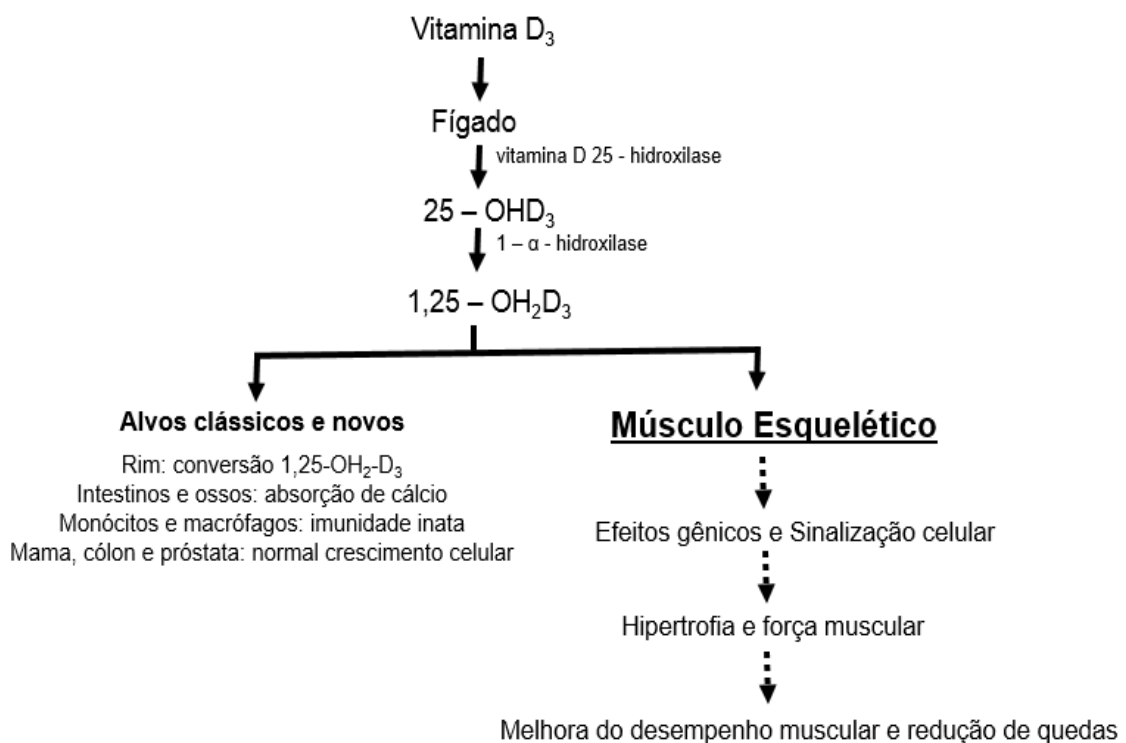 Vitamina D₃
Fígado
vitamina D 25 - hidroxilase
25 – OHD₃
1 – α - hidroxilase
1,25 – OH₂D₃
Alvos clássicos e novos
Rim: conversão 1,25-OH₂-D₃
Intestinos e ossos: absorção de cálcio
Monócitos e macrófagos: imunidade inata
Mama, cólon e próstata: normal crescimento celular
Músculo Esquelético
Efeitos gênicos e Sinalização celular
Hipertrofia e força muscular
Melhora do desempenho muscular e redução de quedas